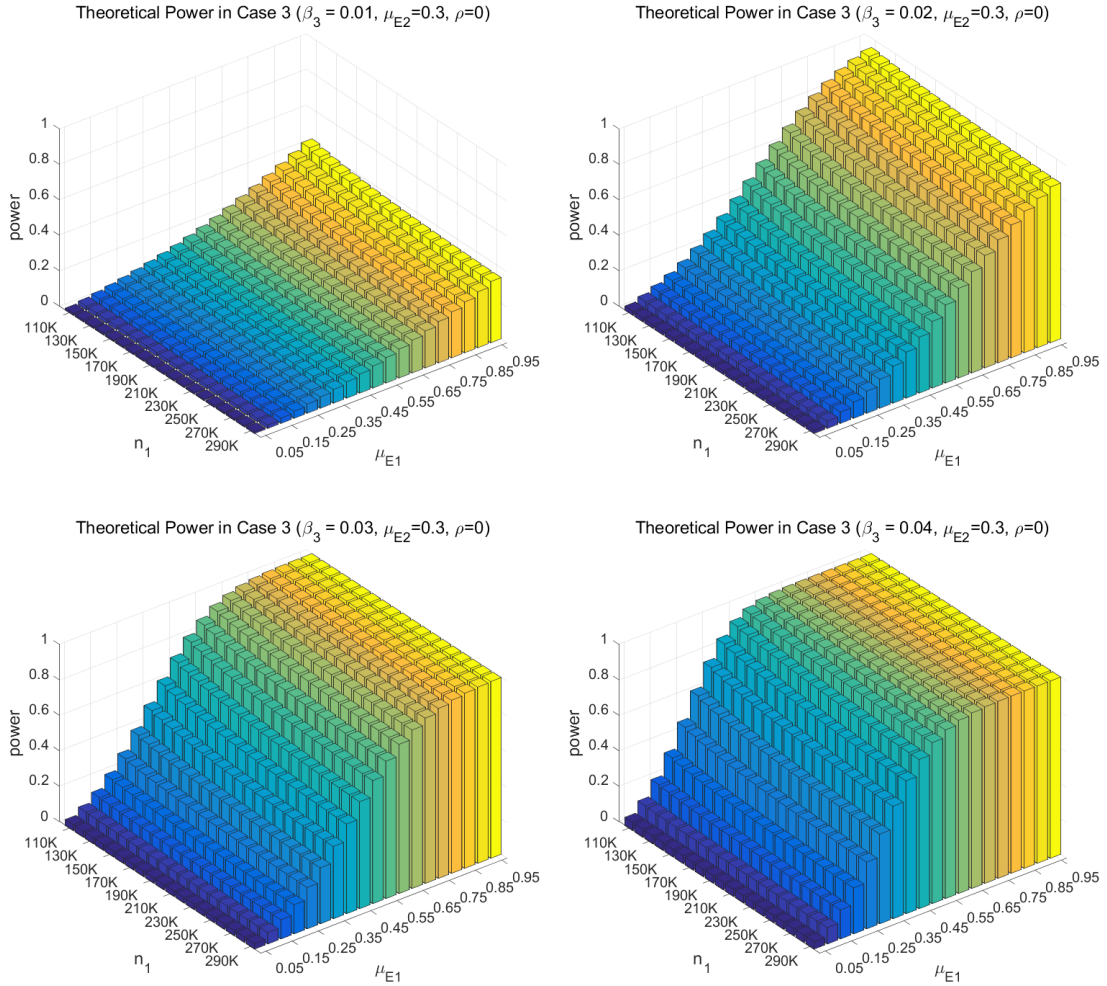 Theoretical Power in Case 3 (β3 = 0.01, μE2=0.3, ρ=0)
power
1
0.8
0.6
0.4
0.2
0
110K
130K
150K
170K
190K
210K
230K
250K
270K
290K
n1
0.05
0.15
0.25
0.35
0.45
0.55
0.65
0.75
0.85
0.95
μE1
Theoretical Power in Case 3 (β3 = 0.02, μE2=0.3, ρ=0)
power
1
0.8
0.6
0.4
0.2
0
110K
130K
150K
170K
190K
210K
230K
250K
270K
290K
n1
0.05
0.15
0.25
0.35
0.45
0.55
0.65
0.75
0.85
0.95
μE1
Theoretical Power in Case 3 (β3 = 0.03, μE2=0.3, ρ=0)
power
1
0.8
0.6
0.4
0.2
0
110K
130K
150K
170K
190K
210K
230K
250K
270K
290K
n1
0.05
0.15
0.25
0.35
0.45
0.55
0.65
0.75
0.85
0.95
μE1
Theoretical Power in Case 3 (β3 = 0.04, μE2=0.3, ρ=0)
power
1
0.8
0.6
0.4
0.2
0
110K
130K
150K
170K
190K
210K
230K
250K
270K
290K
n1
0.05
0.15
0.25
0.35
0.45
0.55
0.65
0.75
0.85
0.95
μE1